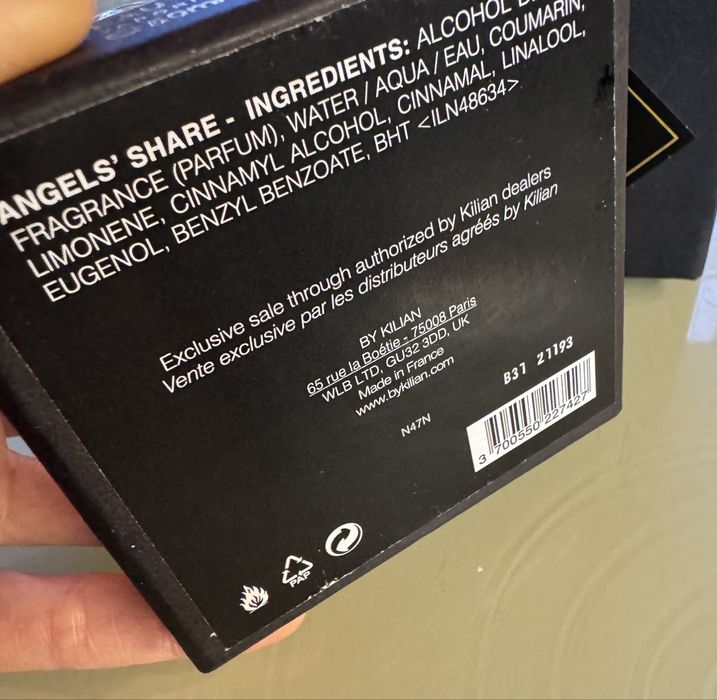 ANGELS' SHARE - INGREDIENTS: ALCOHOL
FRAGRANCE (PARFUM), WATER / AQUA / EAU, COUMARIN,
LIMONENE, CINNAMYL ALCOHOL, CINNAMAL, LINALOOL,
EUGENOL, BENZYL BENZOATE, BHT <ILN48634>
Exclusive sale through authorized by Kilian dealers
Vente exclusive par les distributeurs agréés by Kilian
BY KILIAN
65 rue la Boétie - 75008 Paris
WLB LTD, GU32 3DD, UK
Made in France
www.bykilian.com
N47N
B31 21193
3 700550 227427
PAP